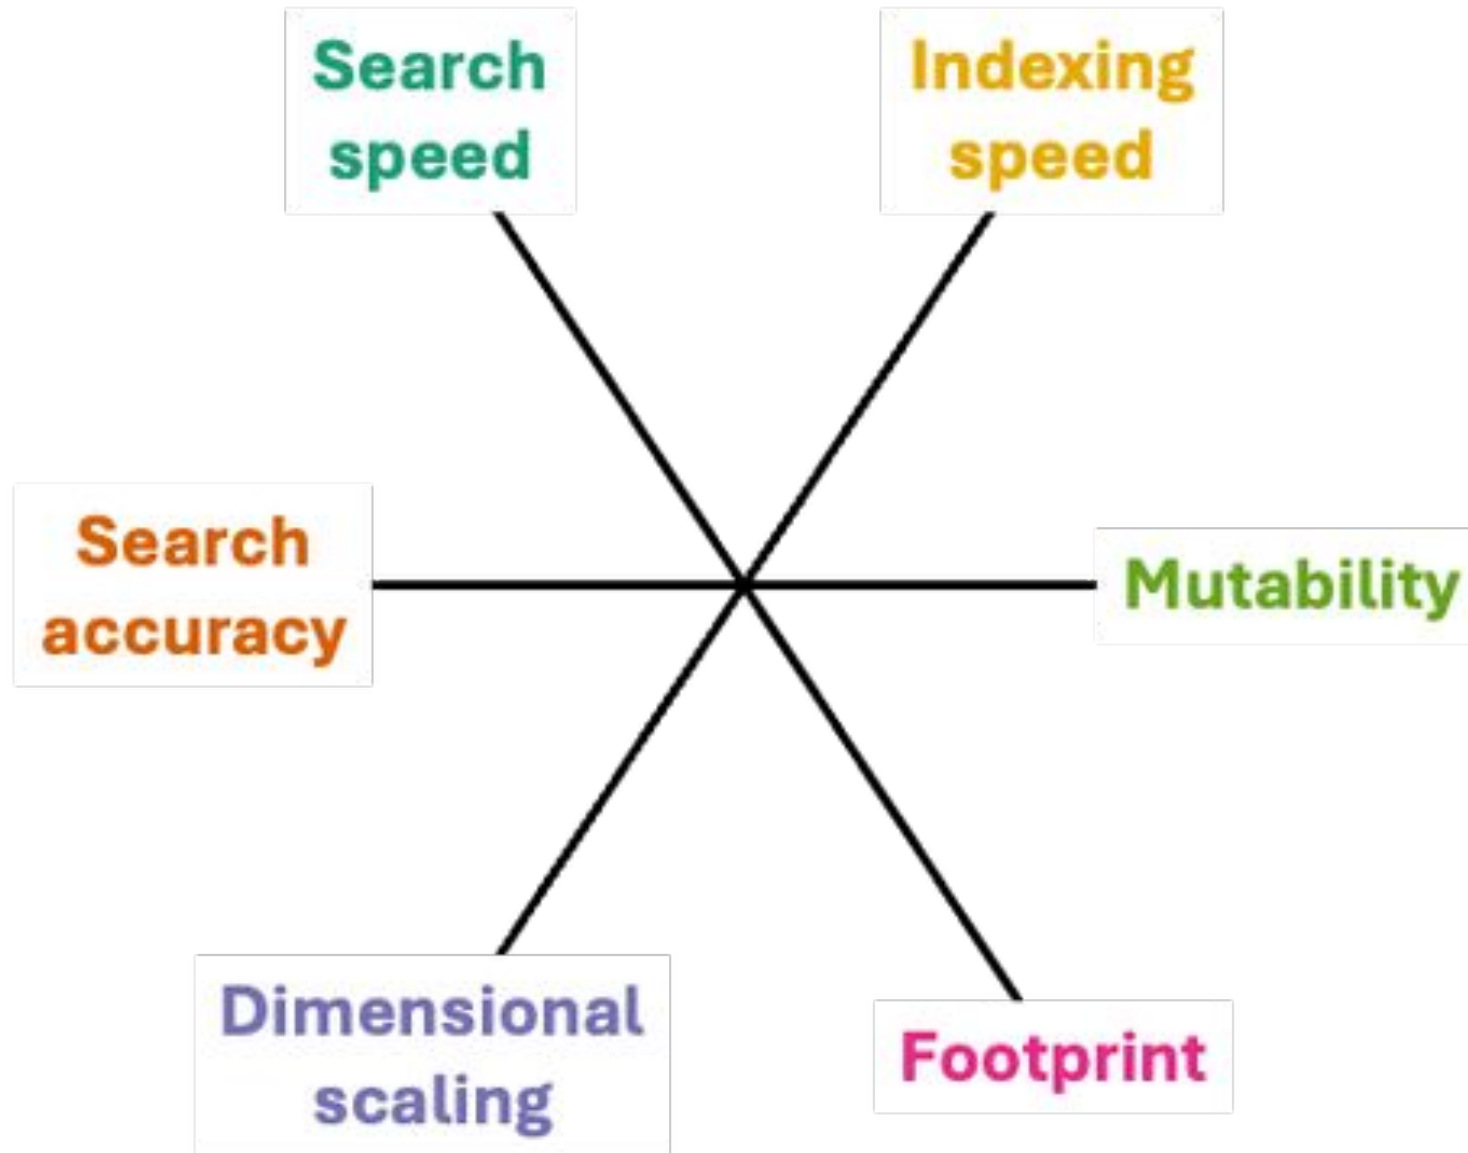 Search
speed
Indexing
speed
Search
accuracy
Mutability
Dimensional
scaling
Footprint